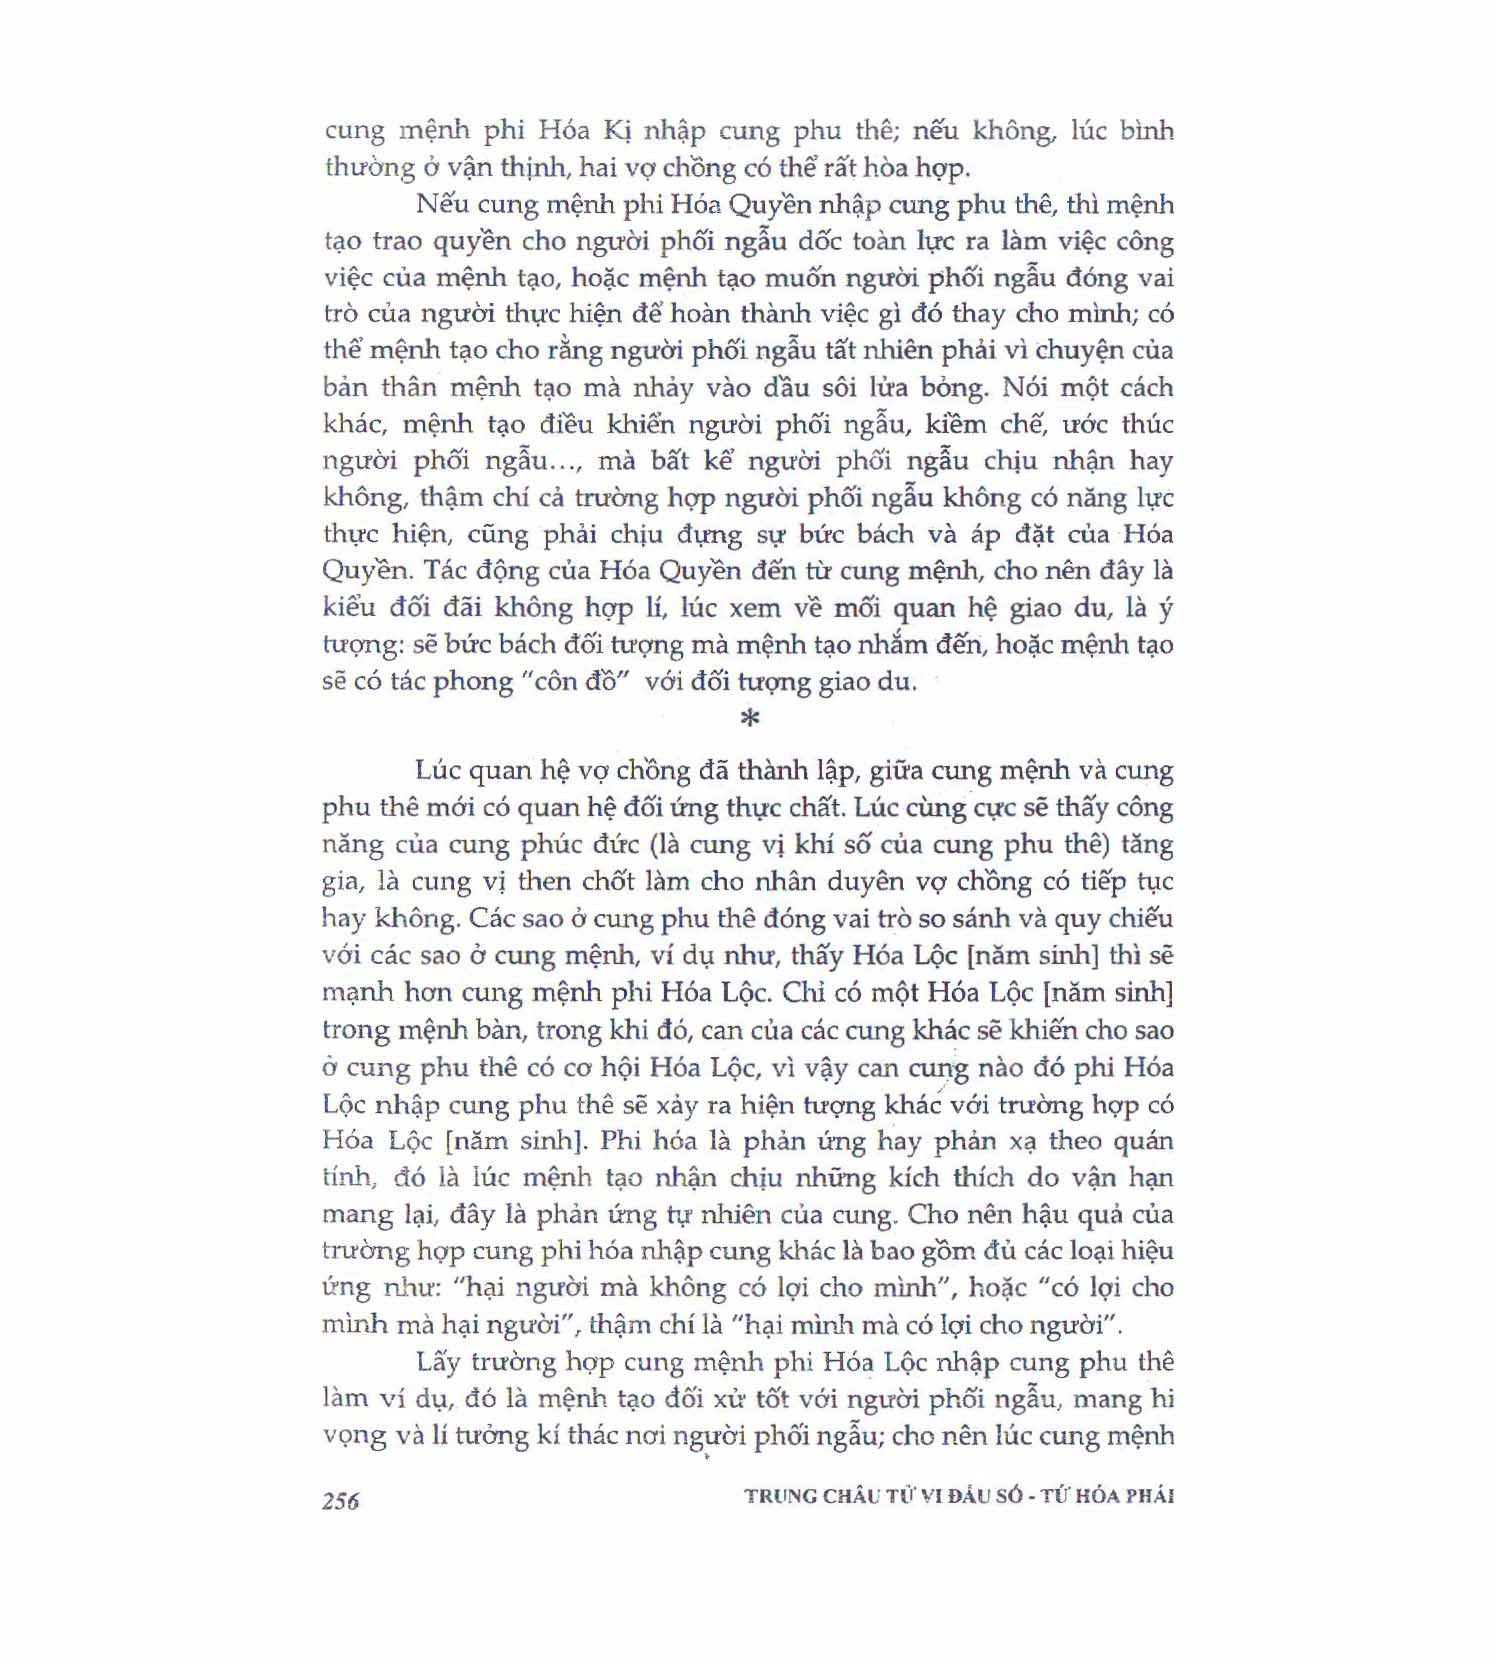 cung mệnh phi Hóa Kị nhập cung phu thê; nếu không, lúc bình
thường ở vận thịnh, hai vợ chồng có thể rất hòa hợp.
Nếu cung mệnh phi Hóa Quyền nhập cung phu thê, thì mệnh
tạo trao quyền cho người phối ngẫu dốc toàn lực ra làm việc công
việc của mệnh tạo, hoặc mệnh tạo muốn người phối ngẫu đóng vai
trò của người thực hiện để hoàn thành việc gì đó thay cho mình; có
thể mệnh tạo cho rằng người phối ngẫu tất nhiên phải vì chuyện của
bản thân mệnh tạo mà nhảy vào dầu sôi lửa bỏng. Nói một cách
khác, mệnh tạo điều khiển người phối ngẫu, kiềm chế, ước thúc
người phối ngẫu..., mà bất kể người phối ngẫu chịu nhận hay
không, thậm chí cả trường hợp người phối ngẫu không có năng lực
thực hiện, cũng phải chịu đựng sự bức bách và áp đặt của Hóa
Quyền. Tác động của Hóa Quyền đến từ cung mệnh, cho nên đây là
kiểu đối đãi không hợp lí, lúc xem về mối quan hệ giao du, là ý
tượng: sẽ bức bách đối tượng mà mệnh tạo nhắm đến, hoặc mệnh tạo
sẽ có tác phong "côn đồ" với đối tượng giao du.
*
Lúc quan hệ vợ chồng đã thành lập, giữa cung mệnh và cung
phu thê mới có quan hệ đối ứng thực chất. Lúc cùng cực sẽ thấy công
năng của cung phúc đức (là cung vị khí số của cung phu thê) tăng
gia, là cung vị then chốt làm cho nhân duyên vợ chồng có tiếp tục
hay không. Các sao ở cung phu thê đóng vai trò so sánh và quy chiếu
với các sao ở cung mệnh, ví dụ như, thấy Hóa Lộc [năm sinh] thì sẽ
mạnh hơn cung mệnh phi Hóa Lộc. Chỉ có một Hóa Lộc [năm sinh]
trong mệnh bàn, trong khi đó, can của các cung khác sẽ khiến cho sao
ở cung phu thê có cơ hội Hóa Lộc, vì vậy can cung nào đó phi Hóa
Lộc nhập cung phu thê sẽ xảy ra hiện tượng khác với trường hợp có
Hóa Lộc [năm sinh]. Phi hóa là phản ứng hay phản xạ theo quán
tính, đó là lúc mệnh tạo nhận chịu những kích thích do vận hạn
mang lại, đây là phản ứng tự nhiên của cung. Cho nên hậu quả của
trường hợp cung phi hóa nhập cung khác là bao gồm đủ các loại hiệu
ứng như: "hại người mà không có lợi cho mình", hoặc "có lợi cho
mình mà hại người", thậm chí là "hại mình mà có lợi cho người".
Lấy trường hợp cung mệnh phi Hóa Lộc nhập cung phu thê
làm ví dụ, đó là mệnh tạo đối xử tốt với người phối ngẫu, mang hi
vọng và lí tưởng kí thác nơi người phối ngẫu; cho nên lúc cung mệnh
256 TRUNG CHÂU TỬ VI ĐẨU SỐ - TỨ HÓA PHÁI